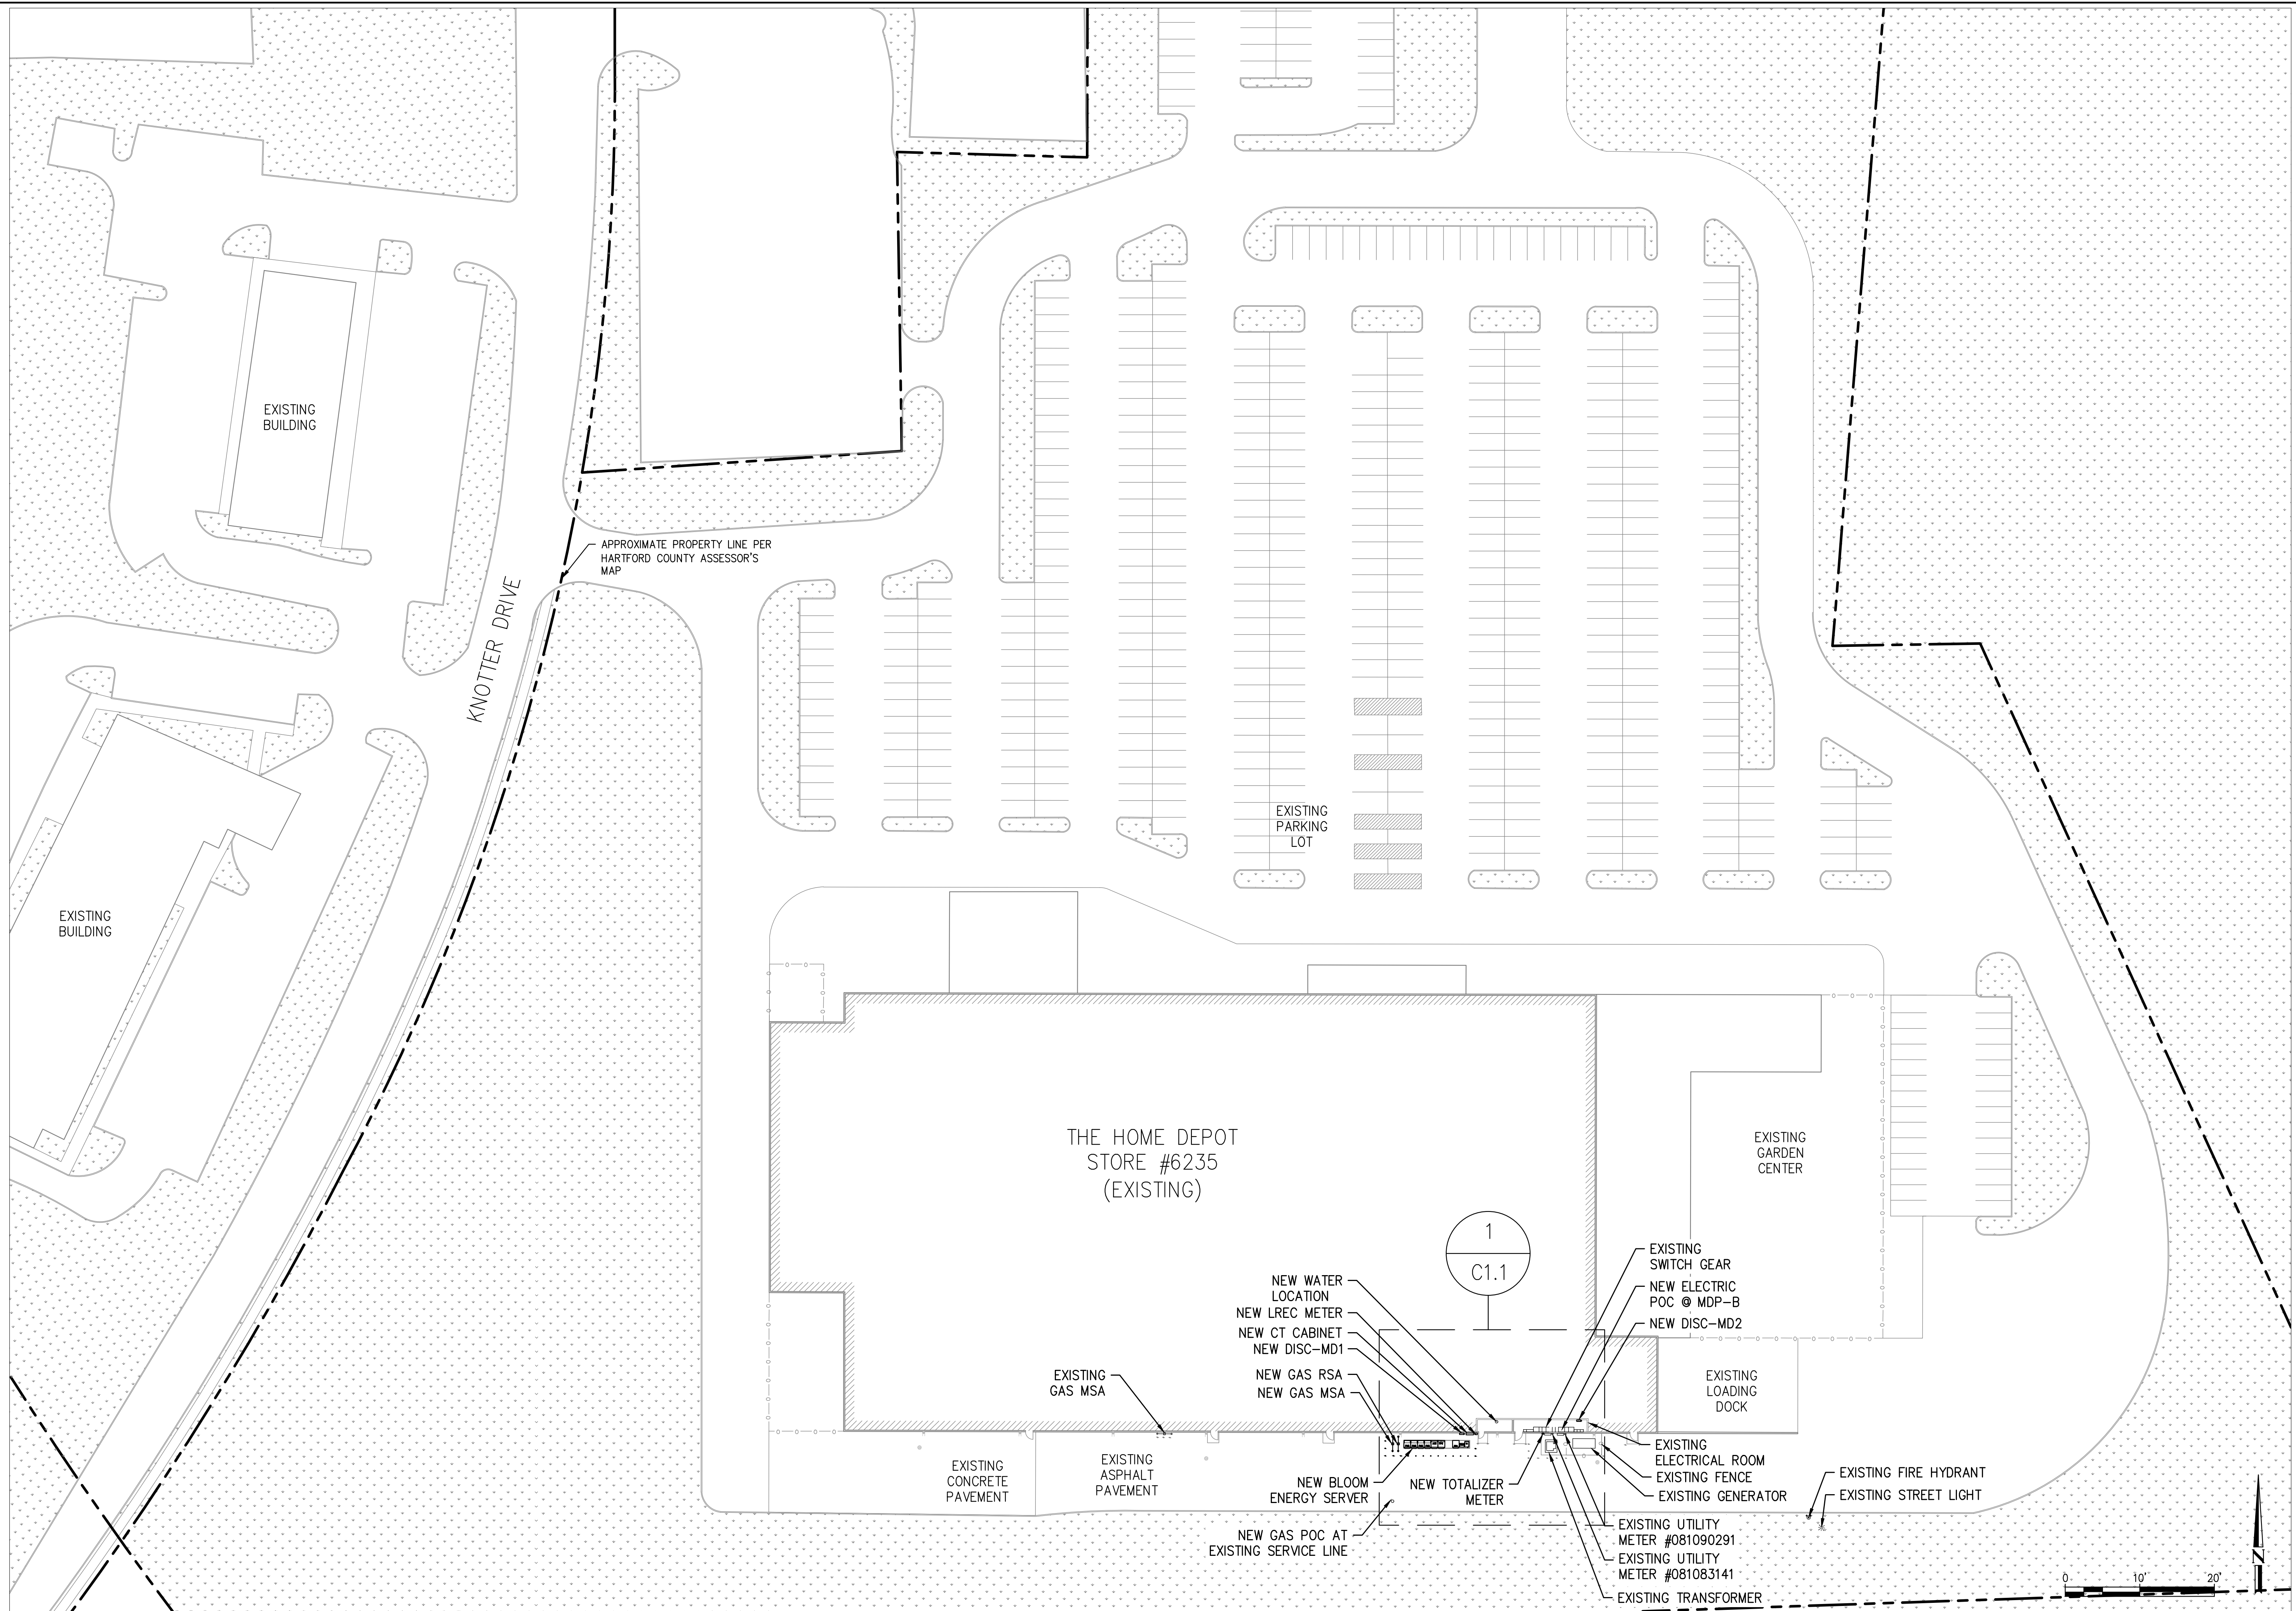 EXISTING
BUILDING
APPROXIMATE PROPERTY LINE PER
HARTFORD COUNTY ASSESSOR'S
MAP
KNOTTER DRIVE
EXISTING
PARKING
LOT
EXISTING
BUILDING
THE HOME DEPOT
STORE #6235
(EXISTING)
EXISTING
GARDEN
CENTER
1
C1.1
EXISTING
SWITCH GEAR
NEW ELECTRIC
POC @ MDP-B
NEW DISC-MD2
NEW WATER
LOCATION
NEW LREC METER
NEW CT CABINET
NEW DISC-MD1
NEW GAS RSA
NEW GAS MSA
EXISTING
GAS MSA
EXISTING
LOADING
DOCK
EXISTING
CONCRETE
PAVEMENT
EXISTING
ASPHALT
PAVEMENT
NEW BLOOM
ENERGY SERVER
NEW TOTALIZER
METER
NEW GAS POC AT
EXISTING SERVICE LINE
EXISTING
ELECTRICAL ROOM
EXISTING FENCE
EXISTING GENERATOR
EXISTING UTILITY
METER #081090291
EXISTING UTILITY
METER #081083141
EXISTING TRANSFORMER
EXISTING FIRE HYDRANT
EXISTING STREET LIGHT
0 10' 20'
N